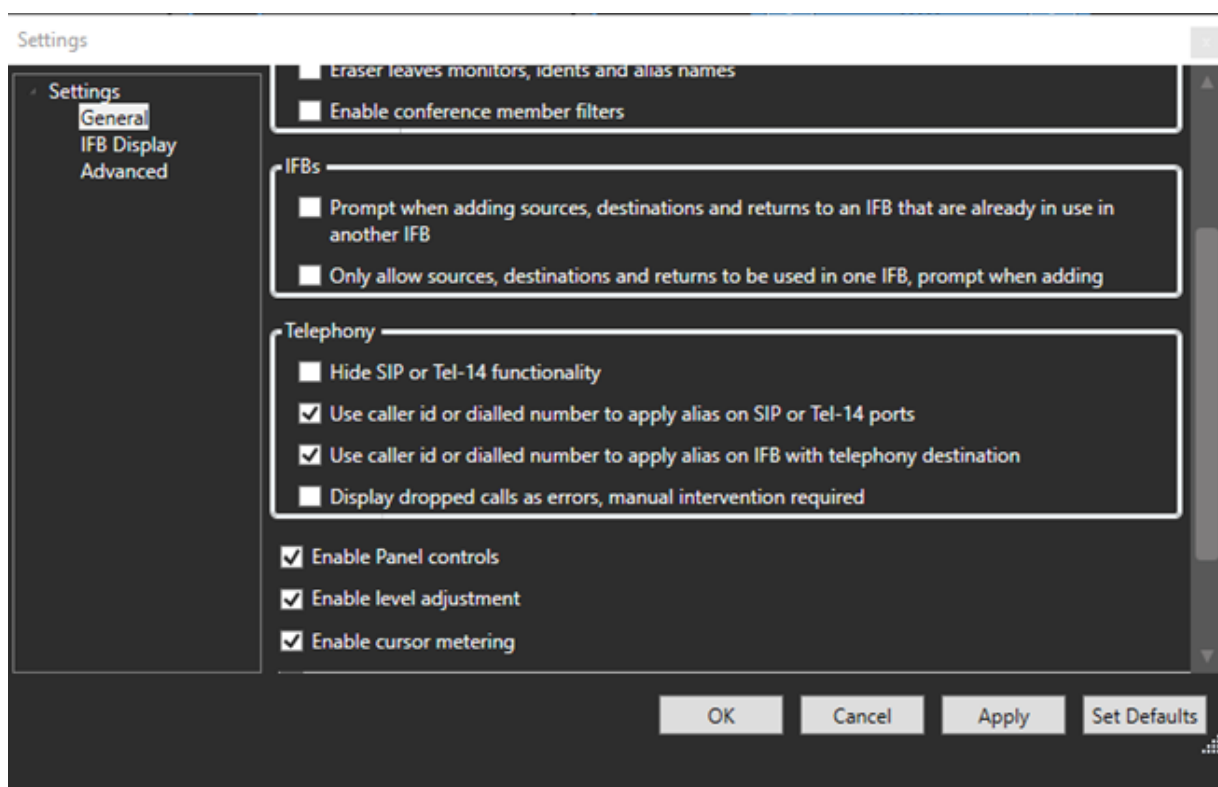 Settings
Settings
General
IFB Display
Advanced
Eraser leaves monitors, idents and alias names
Enable conference member filters
IFBs
Prompt when adding sources, destinations and returns to an IFB that are already in use in
another IFB
Only allow sources, destinations and returns to be used in one IFB, prompt when adding
Telephony
Hide SIP or Tel-14 functionality
Use caller id or dialled number to apply alias on SIP or Tel-14 ports
Use caller id or dialled number to apply alias on IFB with telephony destination
Display dropped calls as errors, manual intervention required
Enable Panel controls
Enable level adjustment
Enable cursor metering
OK Cancel Apply Set Defaults